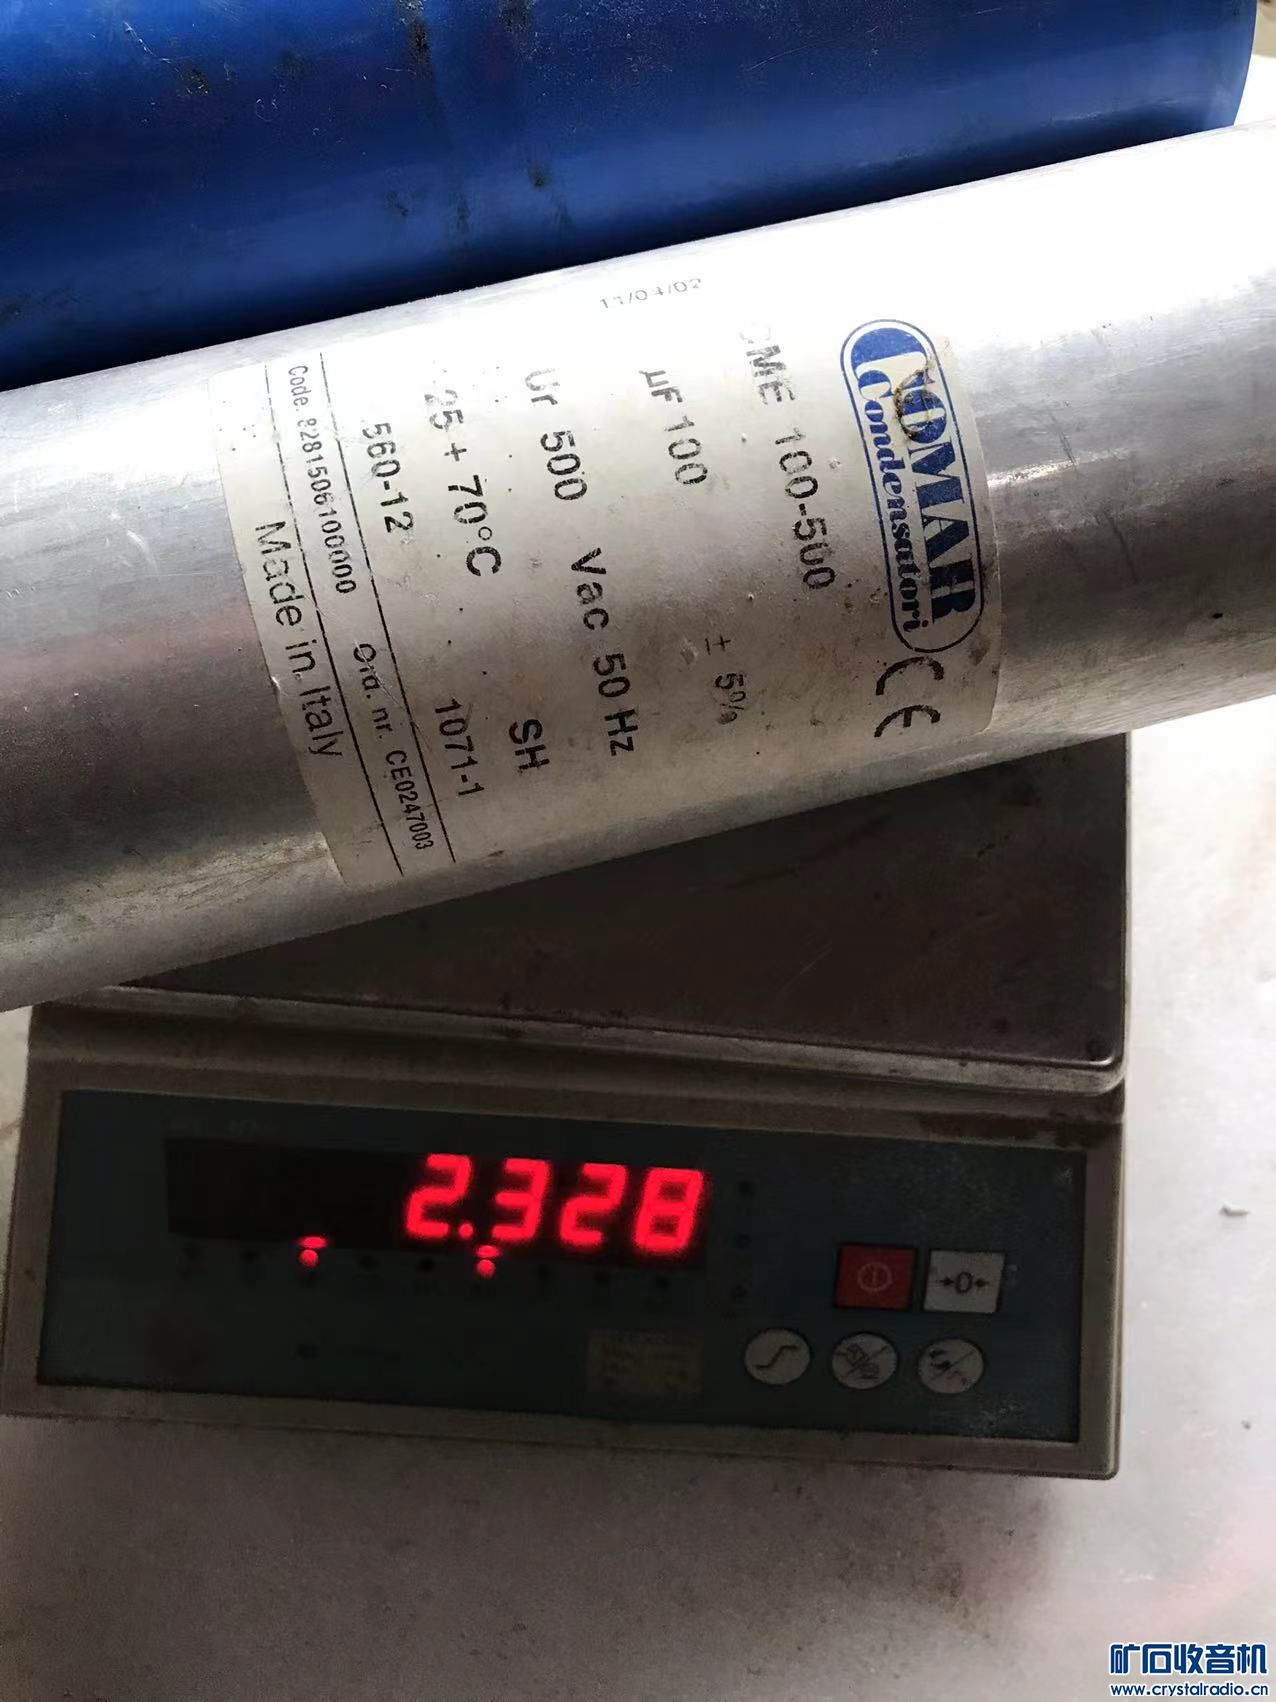 COMAR
Condensatori
CE
ME 100-500
11/04/02
µF 100 ± 5%
Ur 500 Vac 50 Hz
25 + 70°C SH
560-12 1071-1
Code. 8281506100000 Ord. nr. CE0247003
Made in Italy
2.328
→0←
矿石收音机
www.crystalradio.cn